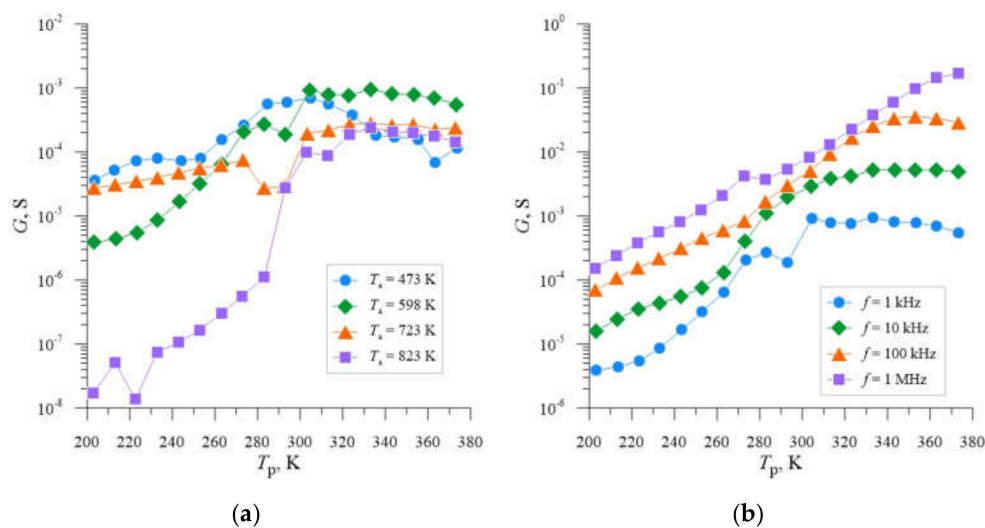 10⁻² 10⁰
10⁻³ 10⁻¹
10⁻⁴ 10⁻²
10⁻⁵ 10⁻³
10⁻⁶ 10⁻⁴
10⁻⁷ 10⁻⁵
10⁻⁸ 10⁻⁶
G, S
G, S
Tₐ = 473 K
Tₐ = 598 K
Tₐ = 723 K
Tₐ = 823 K
f = 1 kHz
f = 10 kHz
f = 100 kHz
f = 1 MHz
200 220 240 260 280 300 320 340 360 380
200 220 240 260 280 300 320 340 360 380
Tₚ, K
Tₚ, K
(a)
(b)